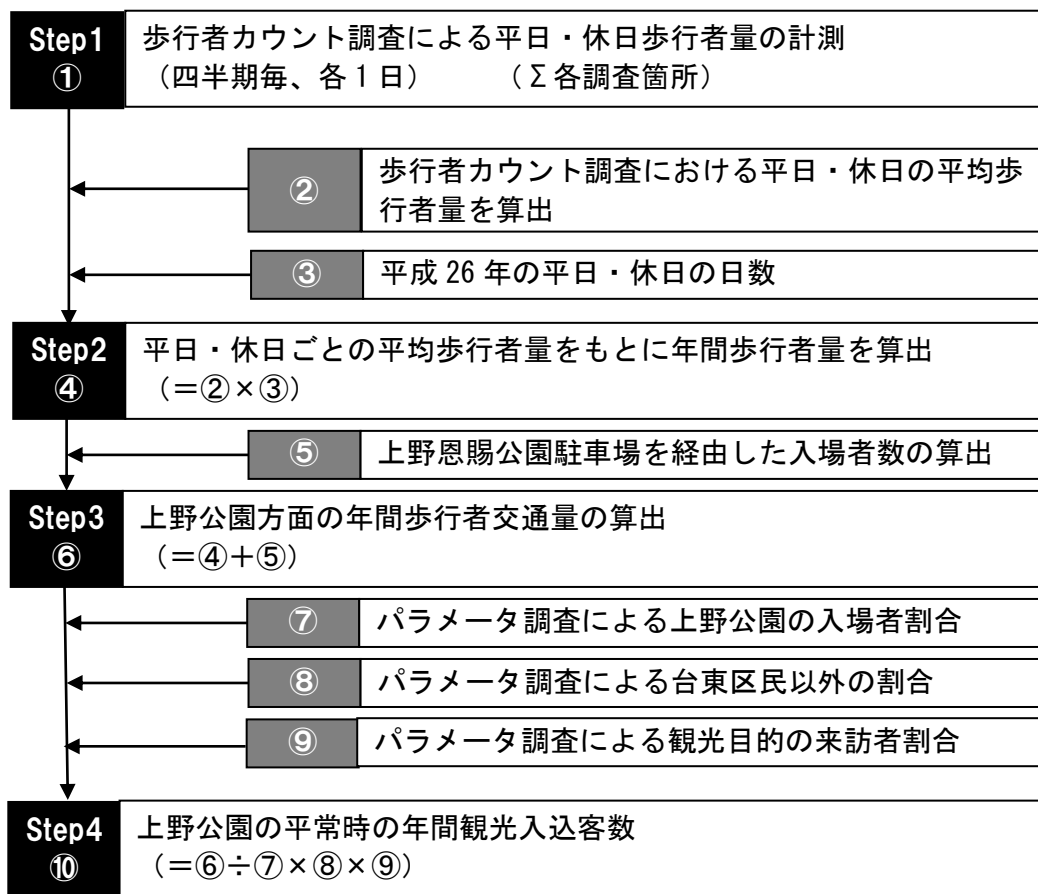 Step1
①
歩行者カウント調査による平日・休日歩行者量の計測
（四半期毎、各１日）　　　（Σ各調査箇所）
②
歩行者カウント調査における平日・休日の平均歩
行者量を算出
③
平成 26 年の平日・休日の日数
Step2
④
平日・休日ごとの平均歩行者量をもとに年間歩行者量を算出
（＝②×③）
⑤
上野恩賜公園駐車場を経由した入場者数の算出
Step3
⑥
上野公園方面の年間歩行者交通量の算出
（＝④＋⑤）
⑦
パラメータ調査による上野公園の入場者割合
⑧
パラメータ調査による台東区民以外の割合
⑨
パラメータ調査による観光目的の来訪者割合
Step4
⑩
上野公園の平常時の年間観光入込客数
（＝⑥÷⑦×⑧×⑨）